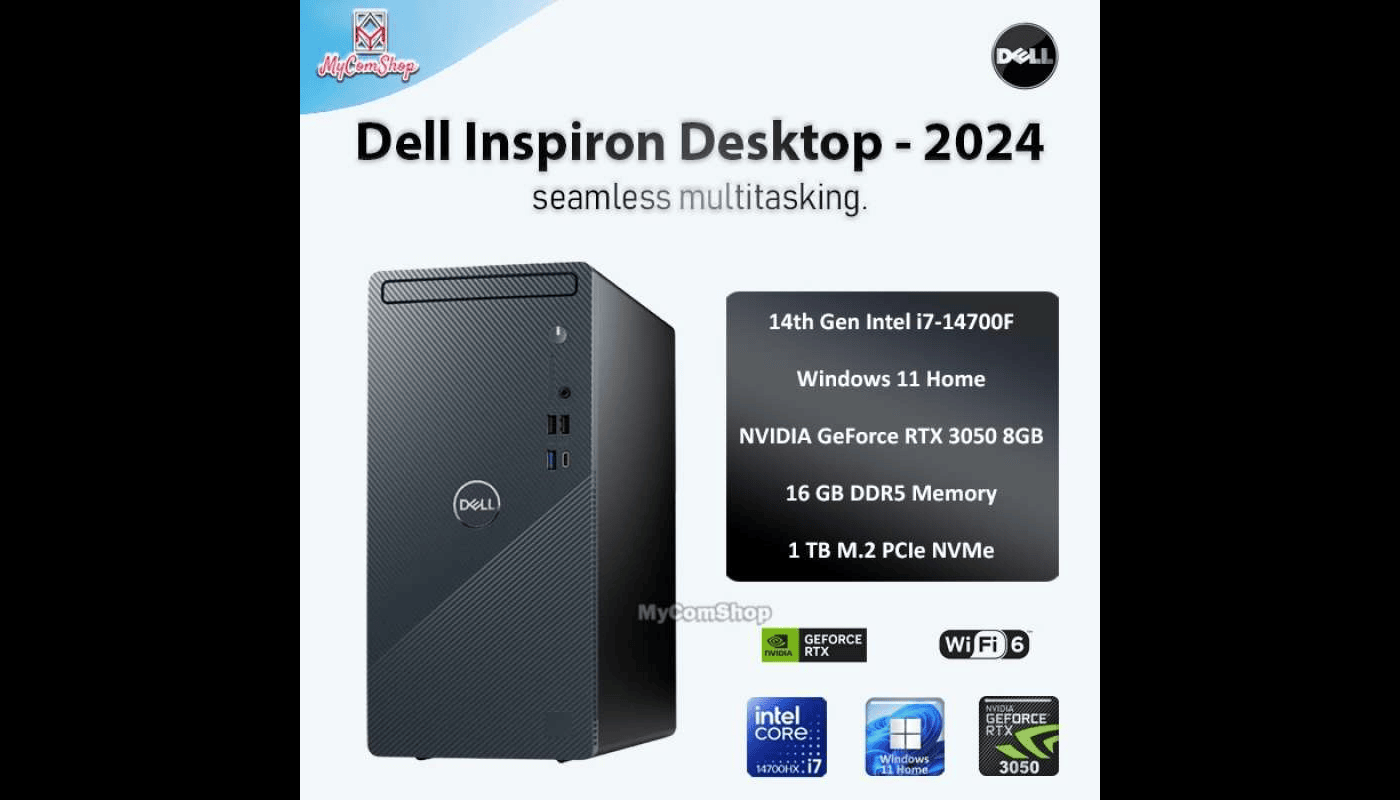 MyComShop
DELL
Dell Inspiron Desktop - 2024
seamless multitasking.
14th Gen Intel i7-14700F
Windows 11 Home
NVIDIA GeForce RTX 3050 8GB
16 GB DDR5 Memory
1 TB M.2 PCIe NVMe
DELL
MyComShop
NVIDIA
GEFORCE
RTX
WiFi 6
intel
CORE
14700HX i7
Windows
11 Home
NVIDIA
GEFORCE
RTX
3050